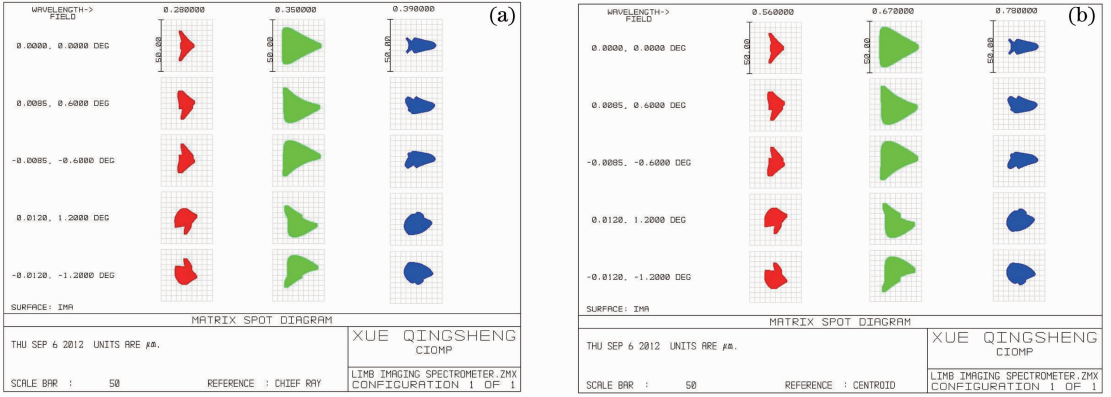 (a)
WAVELENGTH-> 0.280000 0.350000 0.390000
FIELD
0.0000, 0.0000 DEG 50.00 50.00 50.00
0.0085, 0.6000 DEG
-0.0085, -0.6000 DEG
0.0120, 1.2000 DEG
-0.0120, -1.2000 DEG
SURFACE: IMA
MATRIX SPOT DIAGRAM
THU SEP 6 2012 UNITS ARE μm.
SCALE BAR : 50 REFERENCE : CHIEF RAY
XUE QINGSHENG
CIOMP
LIMB IMAGING SPECTROMETER.ZMX
CONFIGURATION 1 OF 1
(b)
WAVELENGTH-> 0.560000 0.670000 0.780000
FIELD
0.0000, 0.0000 DEG 50.00 50.00 50.00
0.0085, 0.6000 DEG
-0.0085, -0.6000 DEG
0.0120, 1.2000 DEG
-0.0120, -1.2000 DEG
SURFACE: IMA
MATRIX SPOT DIAGRAM
THU SEP 6 2012 UNITS ARE μm.
SCALE BAR : 50 REFERENCE : CENTROID
XUE QINGSHENG
CIOMP
LIMB IMAGING SPECTROMETER.ZMX
CONFIGURATION 1 OF 1